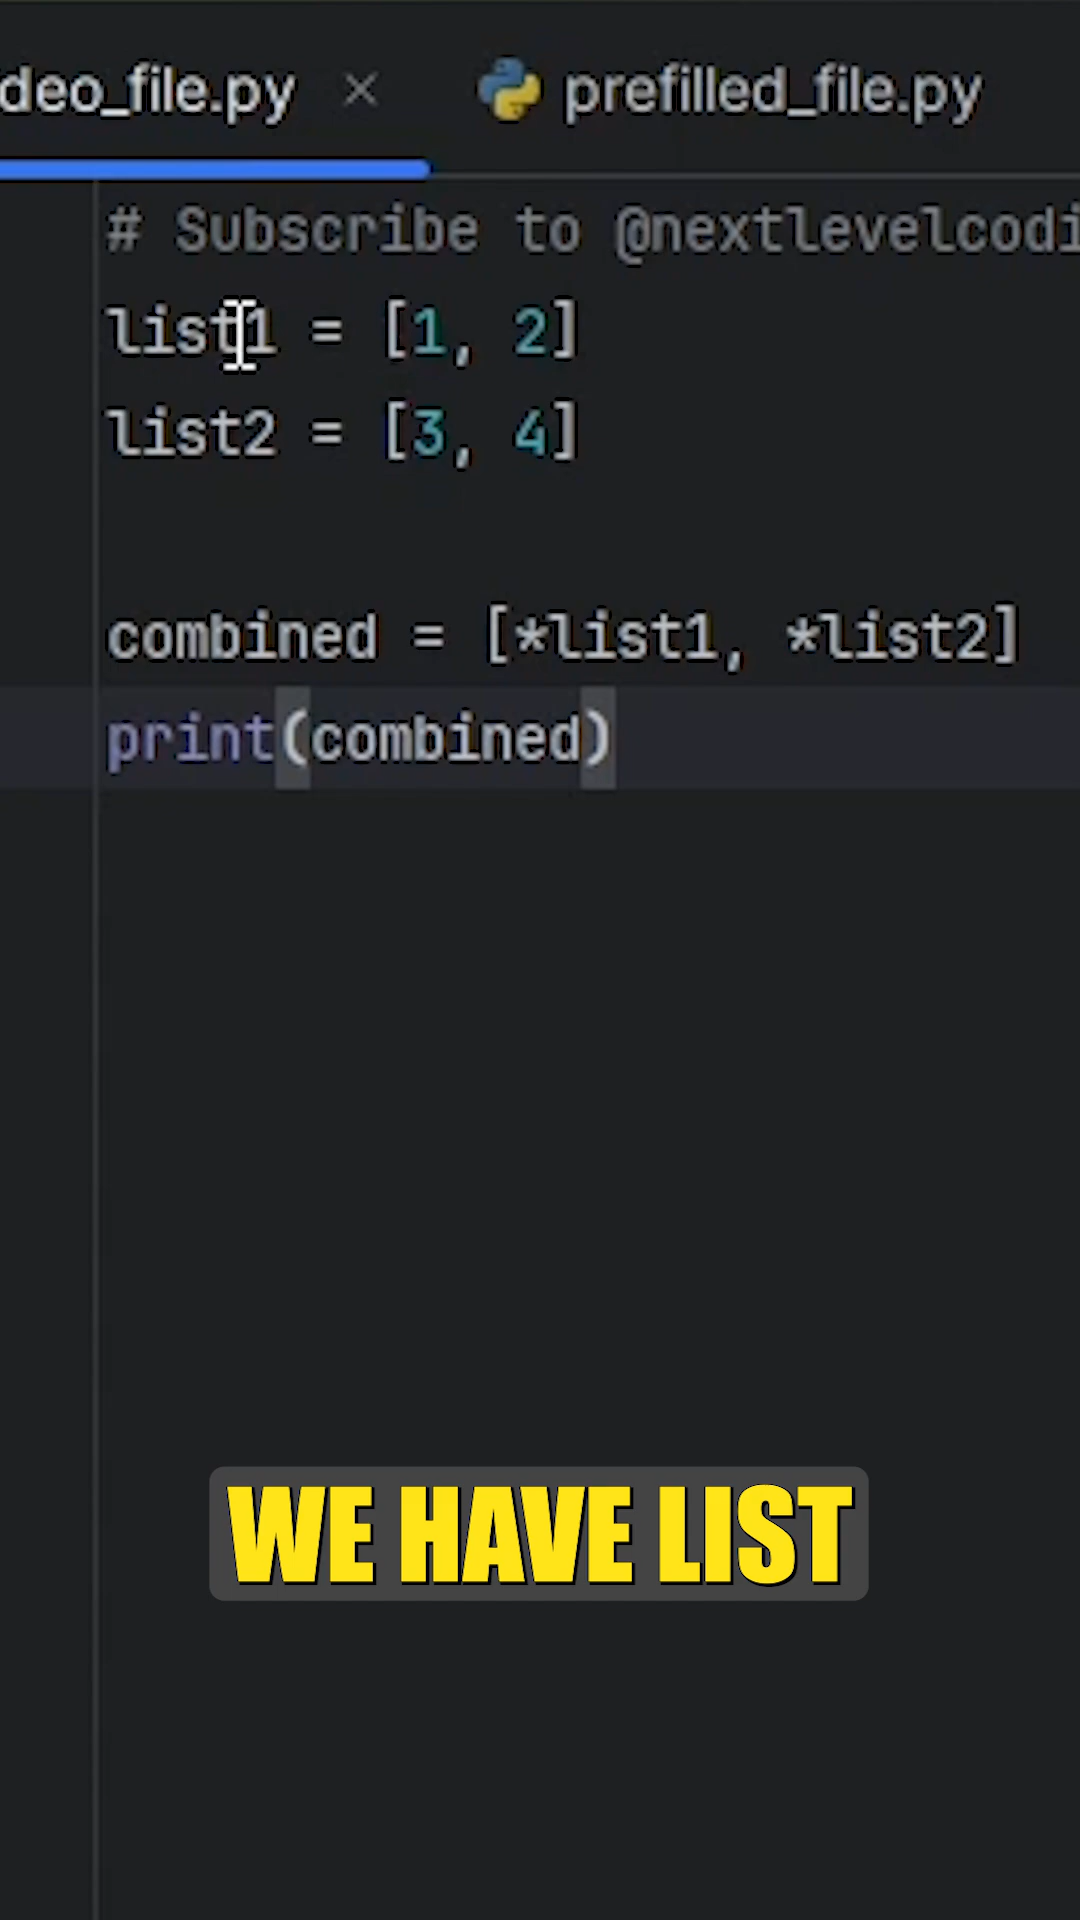 deo_file.py × prefilled_file.py
# Subscribe to @nextlevelcodi
list1 = [1, 2]
list2 = [3, 4]
combined = [*list1, *list2]
print(combined)
WE HAVE LIST